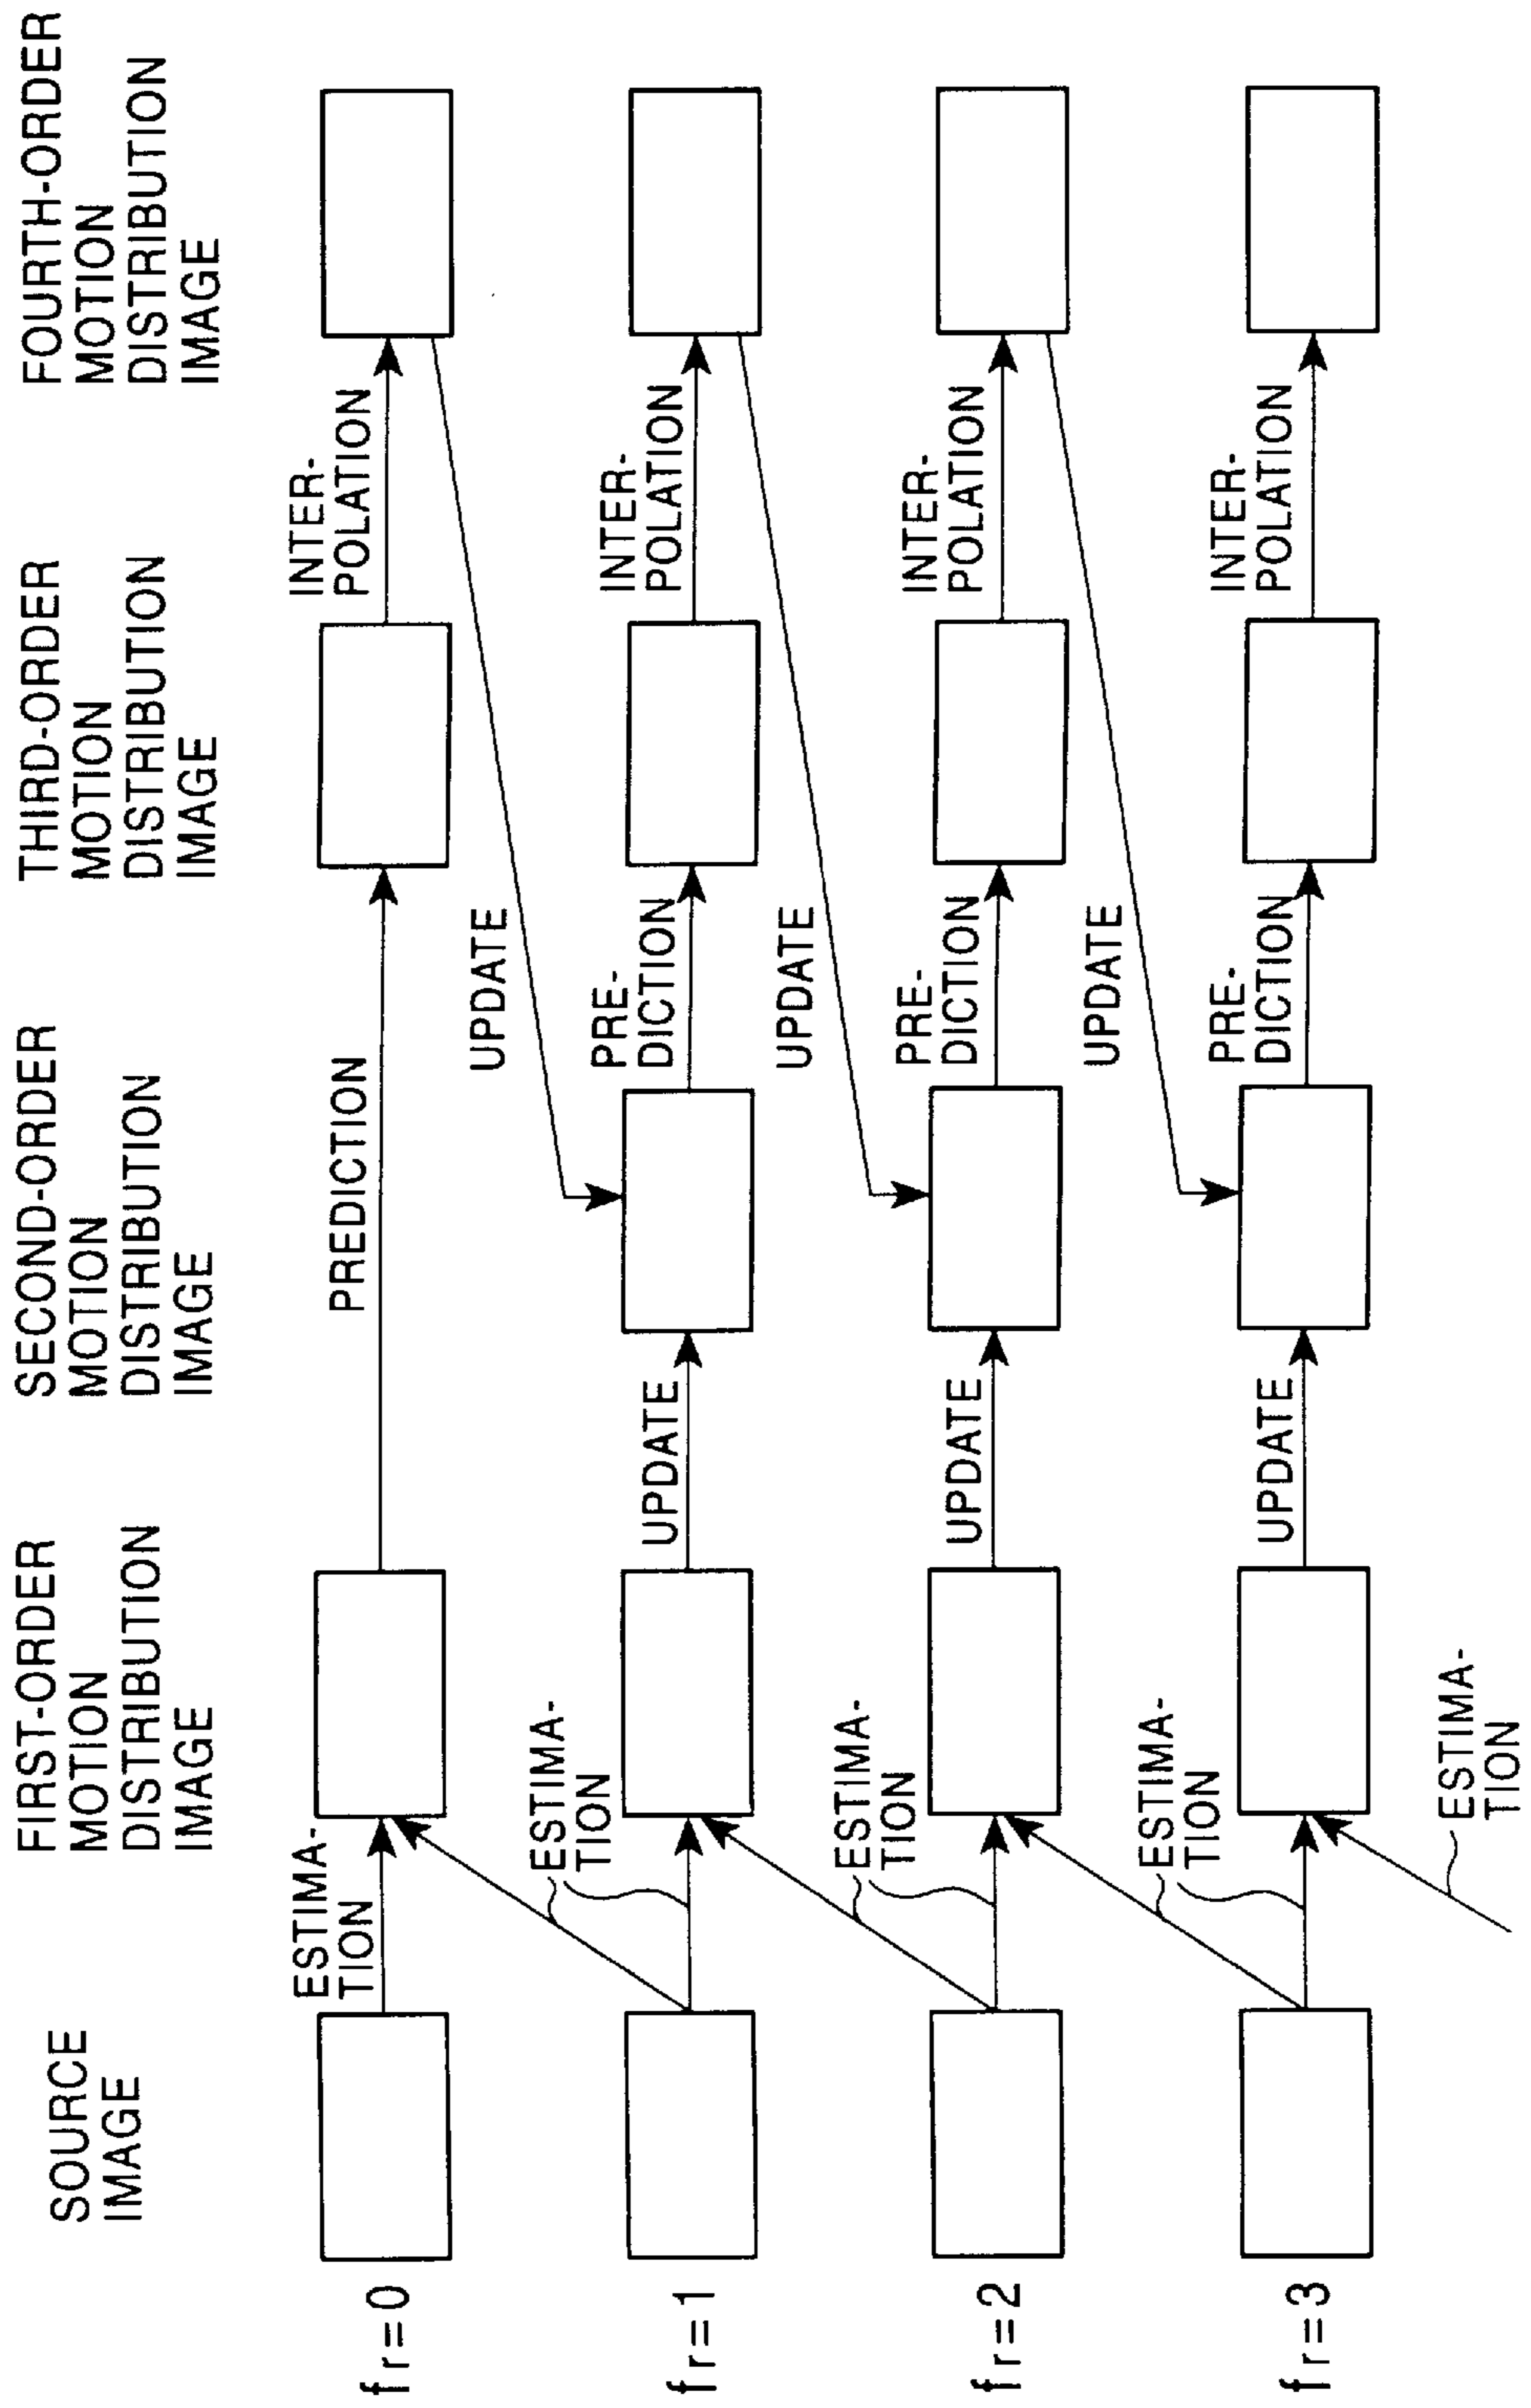 SOURCE
IMAGE
FIRST-ORDER
MOTION
DISTRIBUTION
IMAGE
SECOND-ORDER
MOTION
DISTRIBUTION
IMAGE
THIRD-ORDER
MOTION
DISTRIBUTION
IMAGE
FOURTH-ORDER
MOTION
DISTRIBUTION
IMAGE
fr=0
ESTIMA-
TION
PREDICTION
INTER-
POLATION
UPDATE
fr=1
ESTIMA-
TION
UPDATE
PRE-
DICTION
INTER-
POLATION
UPDATE
fr=2
ESTIMA-
TION
UPDATE
PRE-
DICTION
INTER-
POLATION
UPDATE
fr=3
ESTIMA-
TION
UPDATE
PRE-
DICTION
INTER-
POLATION
ESTIMA-
TION